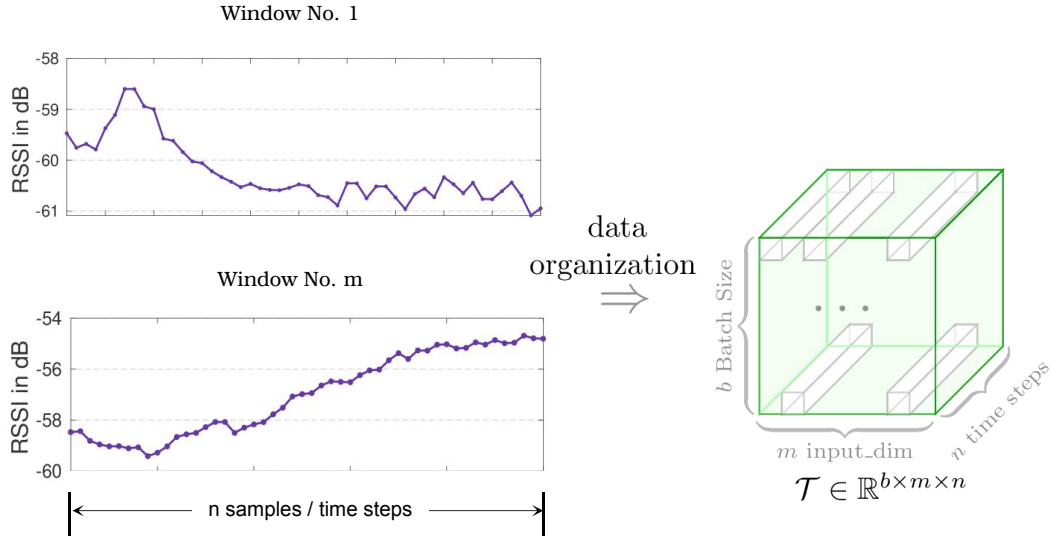 Window No. 1
RSSI in dB
-58
-59
-60
-61
Window No. m
RSSI in dB
-54
-56
-58
-60
n samples / time steps
data
organization
⇒
b Batch Size
. . .
m input_dim
n time steps
𝒯 ∈ ℝ^{b×m×n}